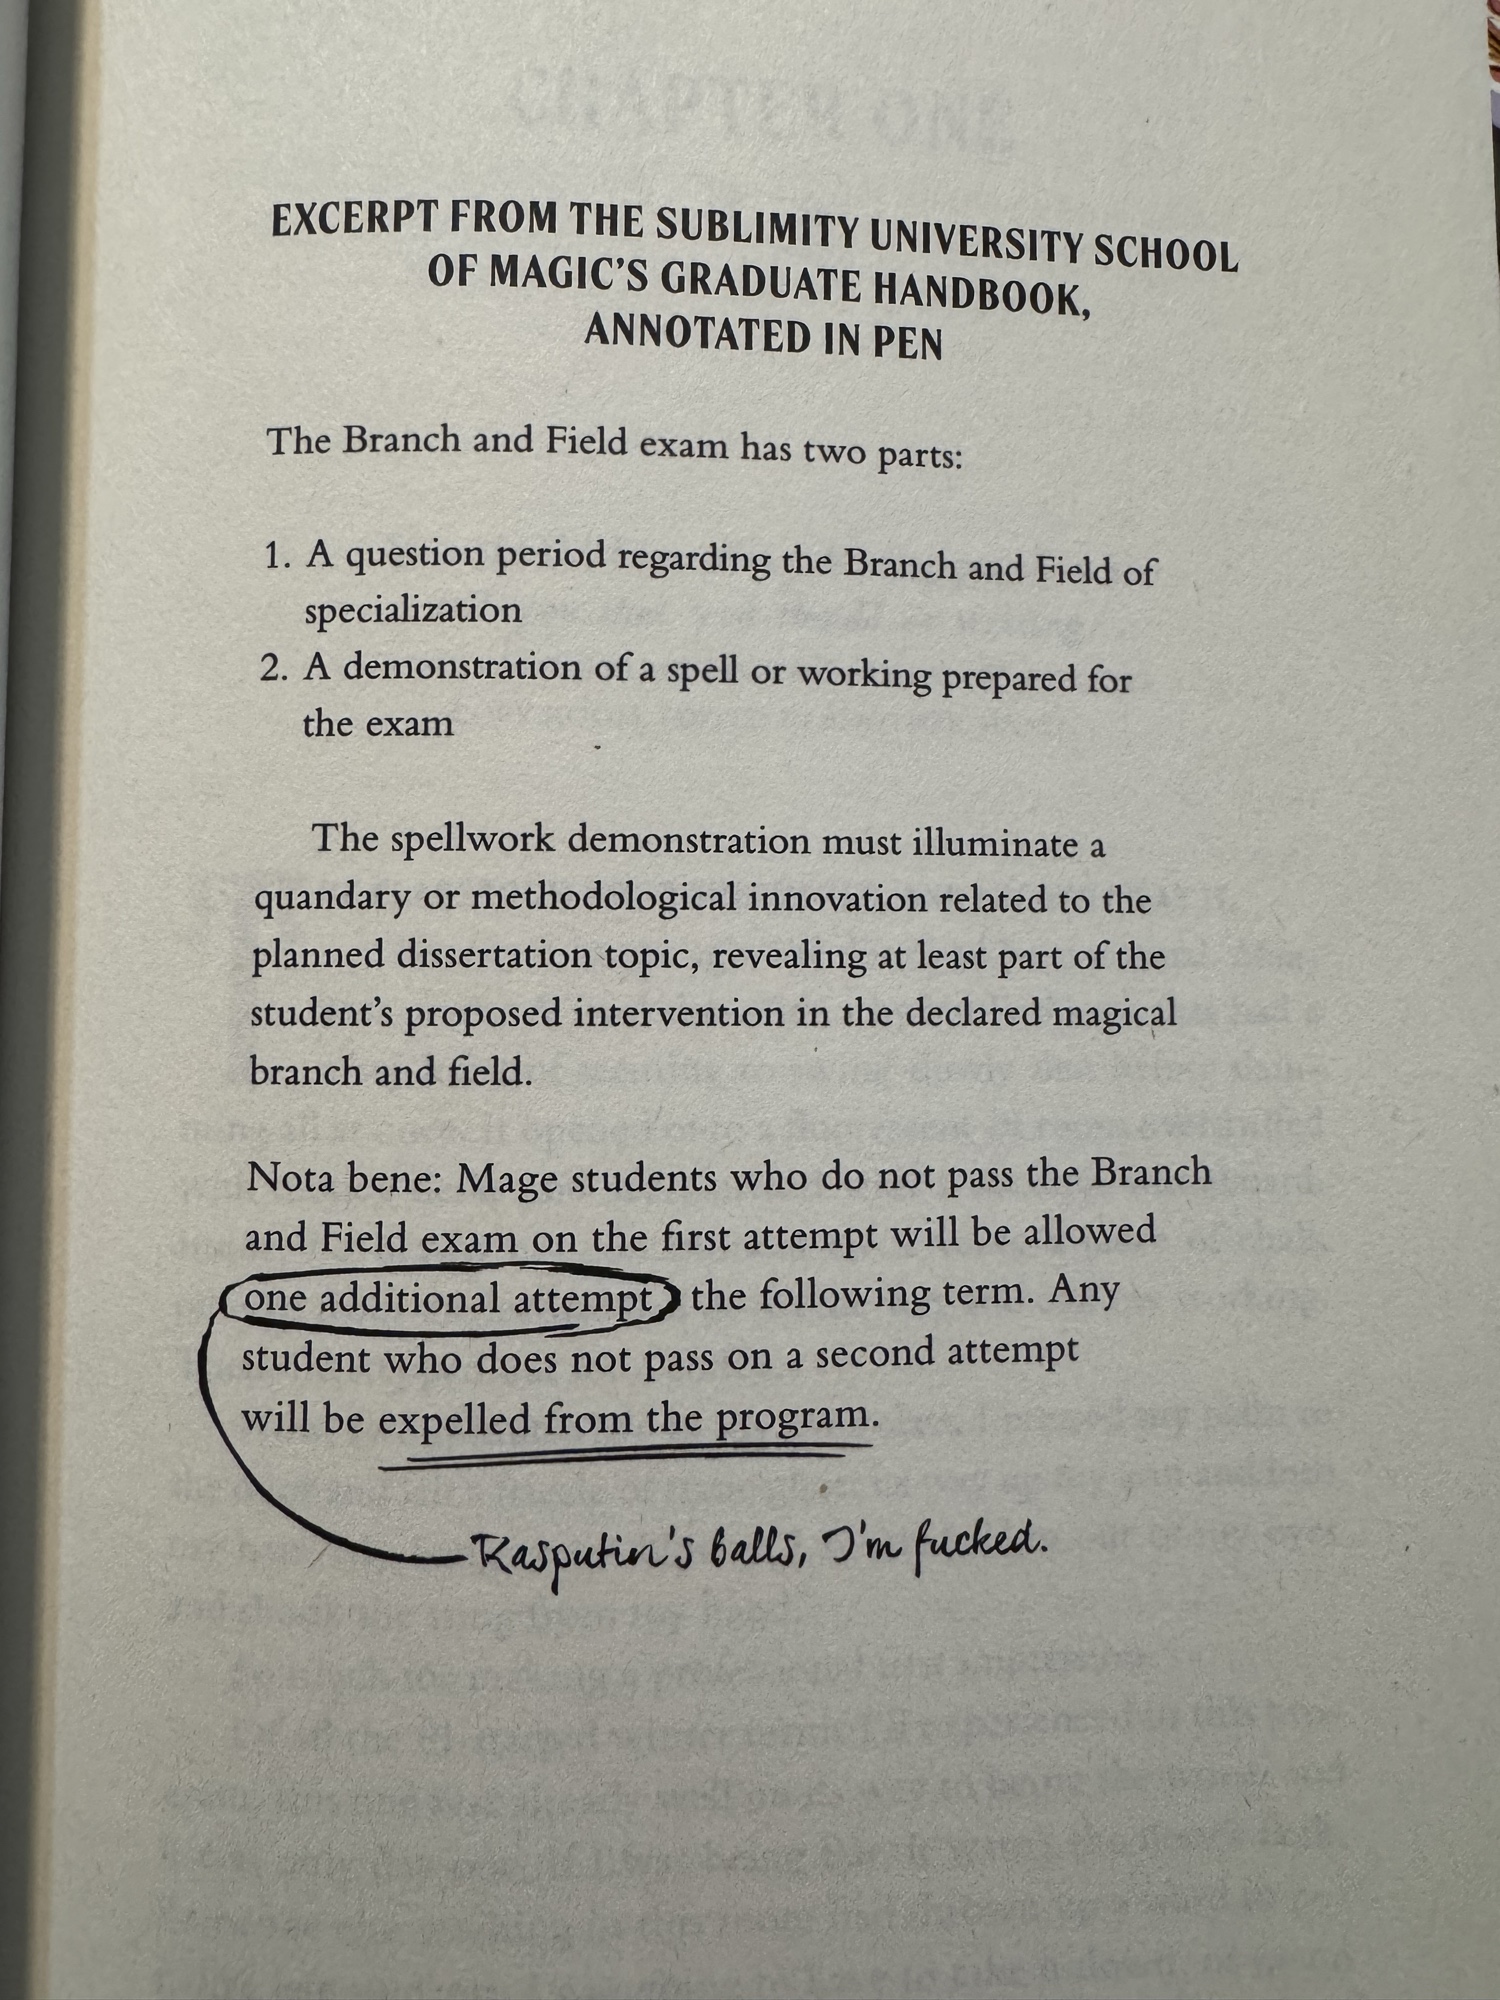 EXCERPT FROM THE SUBLIMITY UNIVERSITY SCHOOL
OF MAGIC'S GRADUATE HANDBOOK,
ANNOTATED IN PEN
The Branch and Field exam has two parts:
1. A question period regarding the Branch and Field of
specialization
2. A demonstration of a spell or working prepared for
the exam
The spellwork demonstration must illuminate a
quandary or methodological innovation related to the
planned dissertation topic, revealing at least part of the
student's proposed intervention in the declared magical
branch and field.
Nota bene: Mage students who do not pass the Branch
and Field exam on the first attempt will be allowed
one additional attempt the following term. Any
student who does not pass on a second attempt
will be expelled from the program.
Rasputin's balls, I'm fucked.